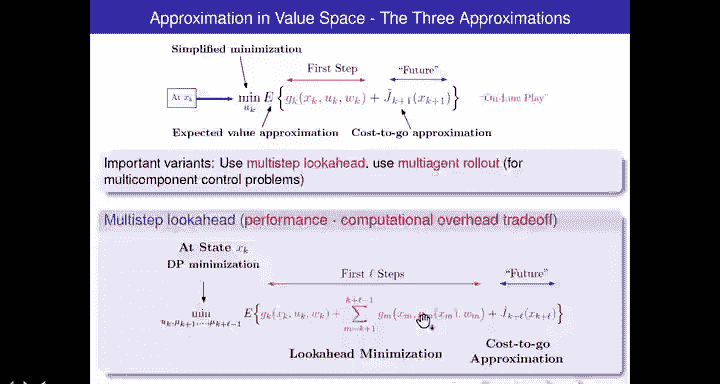 Approximation in Value Space - The Three Approximations
Simplified minimization
First Step
"Future"
At x_k
min_{u_k} E { g_k(x_k, u_k, w_k) + J̃_{k+1}(x_{k+1}) }
"On-Line Play"
Expected value approximation
Cost-to-go approximation
Important variants: Use multistep lookahead, use multiagent rollout (for
multicomponent control problems)
Multistep lookahead (performance - computational overhead tradeoff)
At State x_k
DP minimization
First ℓ Steps
"Future"
min_{u_k, μ_{k+1}, ..., μ_{k+ℓ-1}} E { g_k(x_k, u_k, w_k) + ∑_{m=k+1}^{k+ℓ-1} g_m(x_m, (x_m), w_m) + J̃_{k+ℓ}(x_{k+ℓ}) }
Lookahead Minimization
Cost-to-go
Approximation